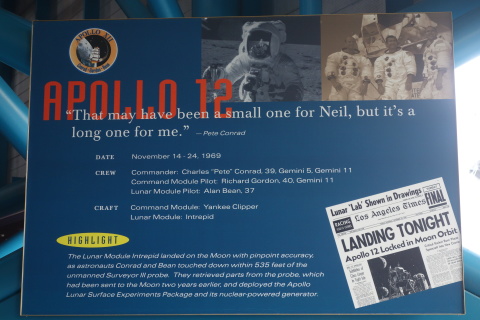 APOLLO XII
APOLLO 12
“That may have been a small one for Neil, but it’s a
long one for me.” — Pete Conrad
DATE November 14 - 24, 1969
CREW Commander: Charles “Pete” Conrad, 39, Gemini 5, Gemini 11
Command Module Pilot: Richard Gordon, 40, Gemini 11
Lunar Module Pilot: Alan Bean, 37
CRAFT Command Module: Yankee Clipper
Lunar Module: Intrepid
HIGHLIGHT
The Lunar Module Intrepid landed on the Moon with pinpoint accuracy,
as astronauts Conrad and Bean touched down within 535 feet of the
unmanned Surveyor III probe. They retrieved parts from the probe, which
had been sent to the Moon two years earlier, and deployed the Apollo
Lunar Surface Experiments Package and its nuclear-powered generator.
Lunar 'Lab' Shown in Drawings
RACING
Los Angeles Times
FINAL
LANDING TONIGHT
Apollo 12 Locked in Moon Orbit